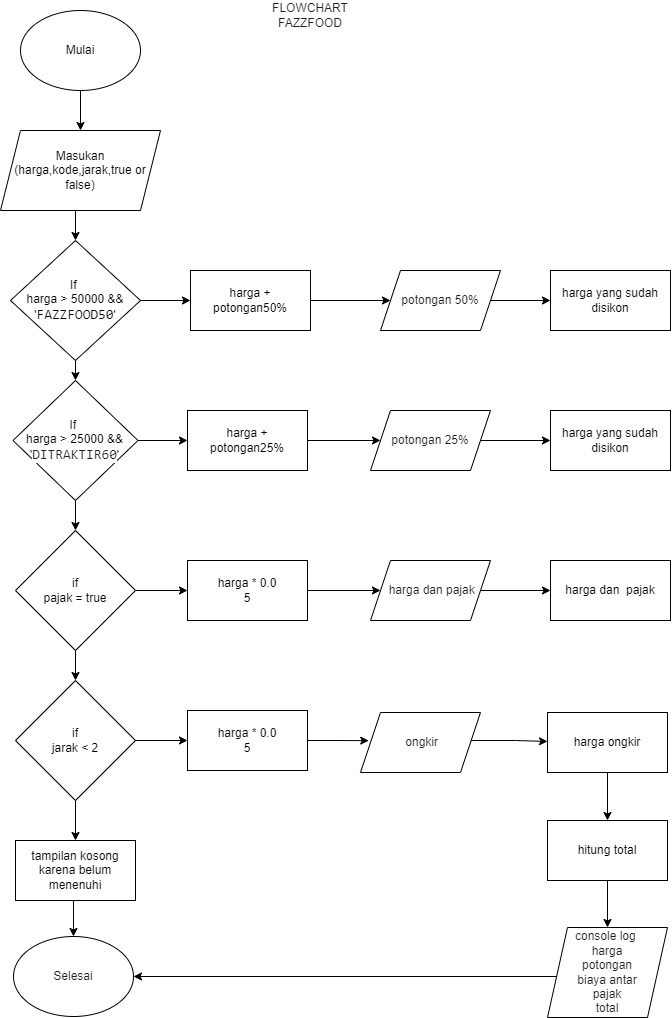 FLOWCHART
FAZZFOOD
Mulai
Masukan
(harga,kode,jarak,true or
false)
If
harga > 50000 &&
'FAZZFOOD50'
harga +
potongan50%
potongan 50%
harga yang sudah
disikon
If
harga > 25000 &&
'DITRAKTIR60'
harga +
potongan25%
potongan 25%
harga yang sudah
disikon
if
pajak = true
harga * 0.0
5
harga dan pajak
harga dan pajak
if
jarak < 2
harga * 0.0
5
ongkir
harga ongkir
tampilan kosong
karena belum
menenuhi
hitung total
Selesai
console log
harga
potongan
biaya antar
pajak
total